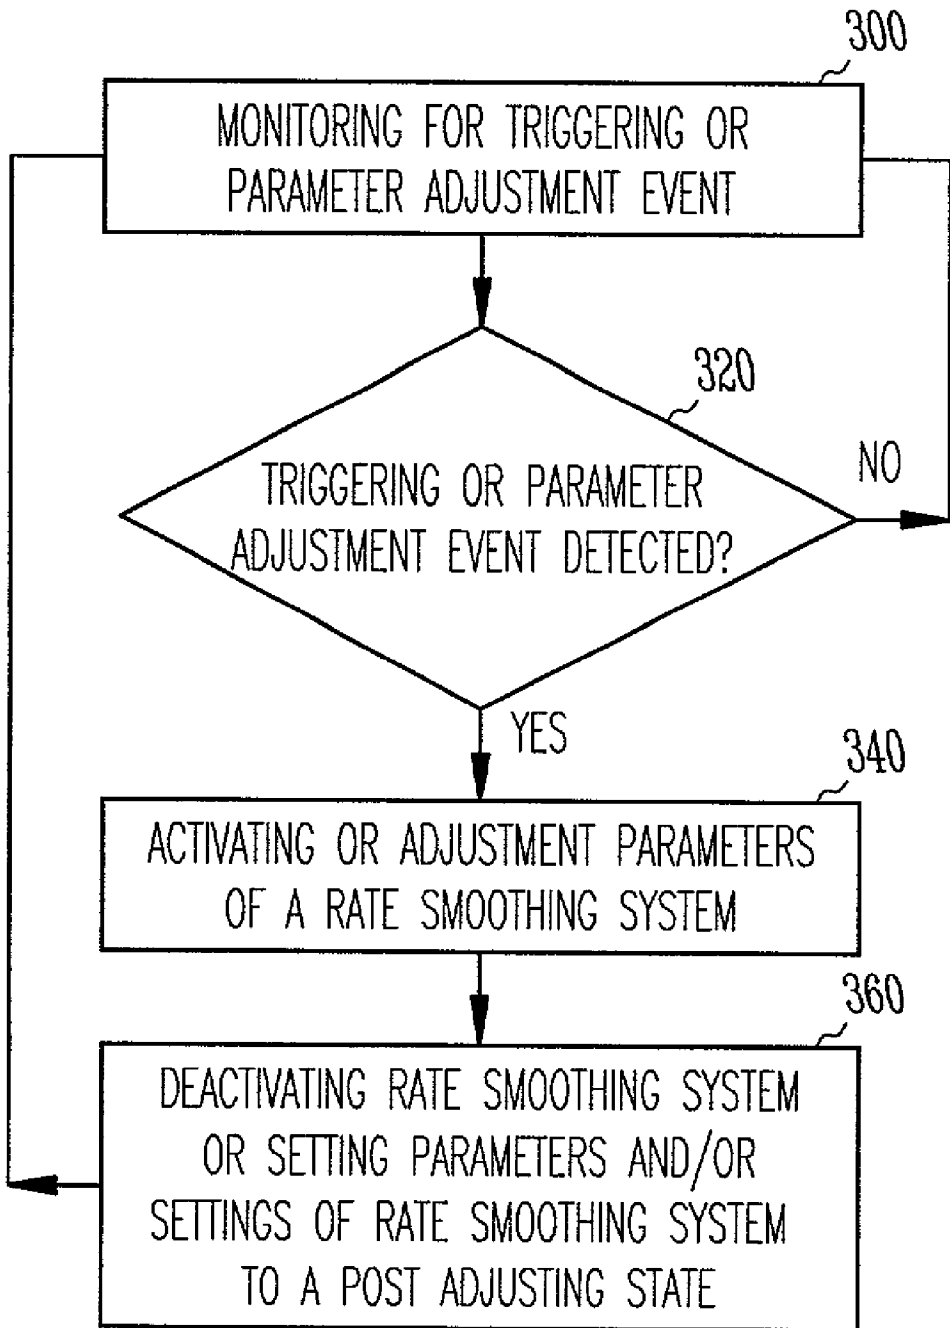 300
MONITORING FOR TRIGGERING OR
PARAMETER ADJUSTMENT EVENT
320
TRIGGERING OR PARAMETER
ADJUSTMENT EVENT DETECTED?
NO
YES
340
ACTIVATING OR ADJUSTMENT PARAMETERS
OF A RATE SMOOTHING SYSTEM
360
DEACTIVATING RATE SMOOTHING SYSTEM
OR SETTING PARAMETERS AND/OR
SETTINGS OF RATE SMOOTHING SYSTEM
TO A POST ADJUSTING STATE